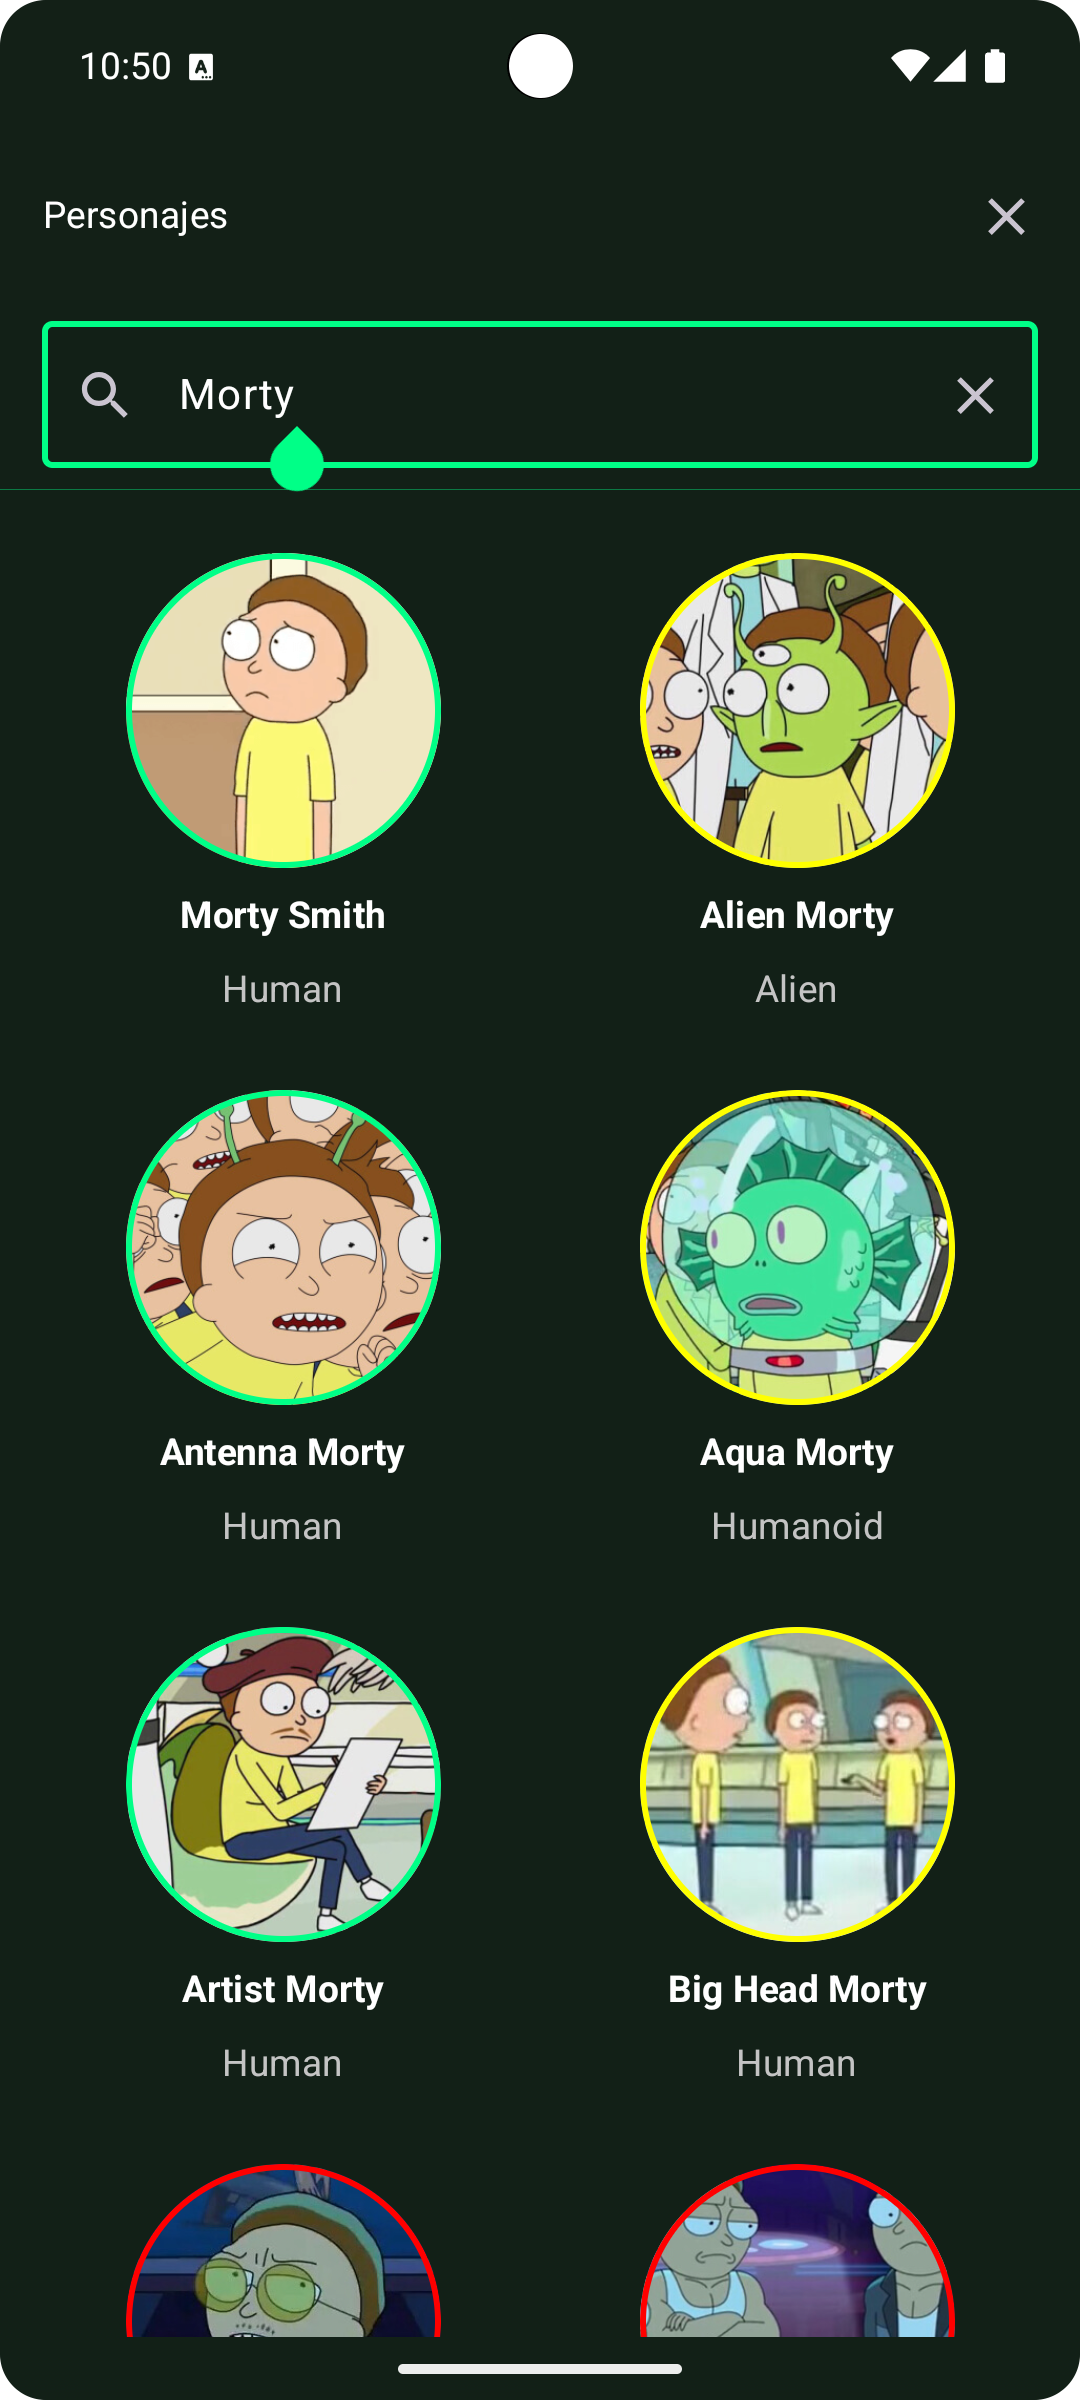 10:50
Personajes
Morty
Morty Smith
Alien Morty
Human
Alien
Antenna Morty
Aqua Morty
Human
Humanoid
Artist Morty
Big Head Morty
Human
Human